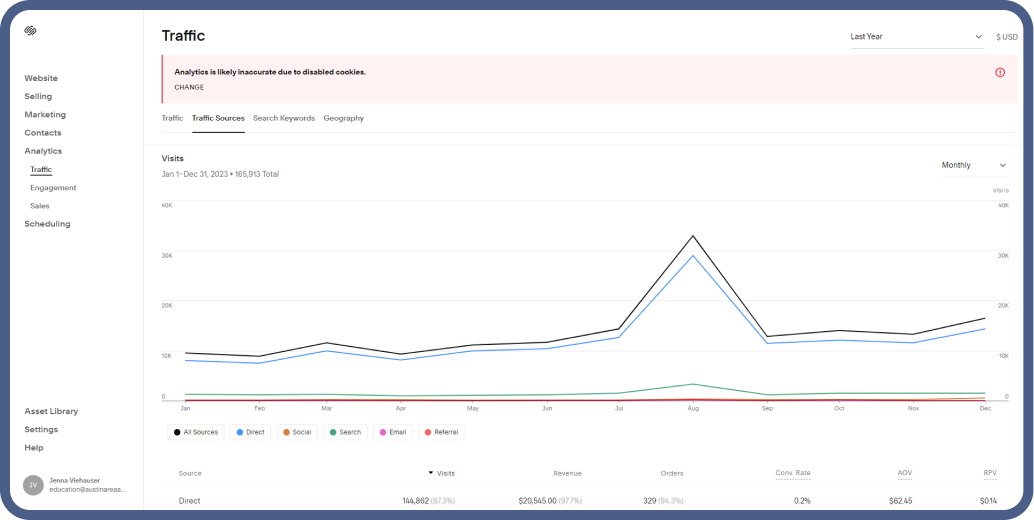 Traffic
Last Year
$ USD
Analytics is likely inaccurate due to disabled cookies.
CHANGE
Website
Selling
Marketing
Contacts
Analytics
Traffic
Engagement
Sales
Scheduling
Asset Library
Settings
Help
JV
Jenna Viehauser
education@austinareaa...
Traffic Traffic Sources Search Keywords Geography
Visits
Jan 1–Dec 31, 2023 • 165,913 Total
Monthly
VISITS
40K 40K
30K 30K
20K 20K
10K 10K
0 0
Jan Feb Mar Apr May Jun Jul Aug Sep Oct Nov Dec
All Sources Direct Social Search Email Referral
Source Visits Revenue Orders Conv. Rate AOV RPV
Direct 144,862 (87.3%) $20,545.00 (97.7%) 329 (94.3%) 0.2% $62.45 $0.14